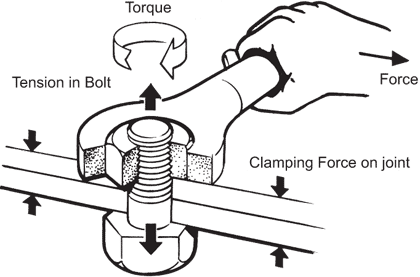 Torque
Tension in Bolt
Force
Clamping Force on joint